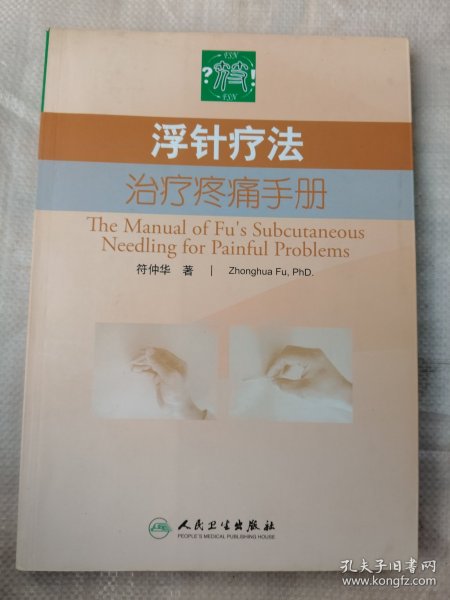 FSN
? 符 !
FSN
浮针疗法
治疗疼痛手册
The Manual of Fu's Subcutaneous
Needling for Painful Problems
符仲华 著 | Zhonghua Fu, PhD.
人民卫生出版社
PEOPLE'S MEDICAL PUBLISHING HOUSE
孔夫子旧书网
www.kongfz.com